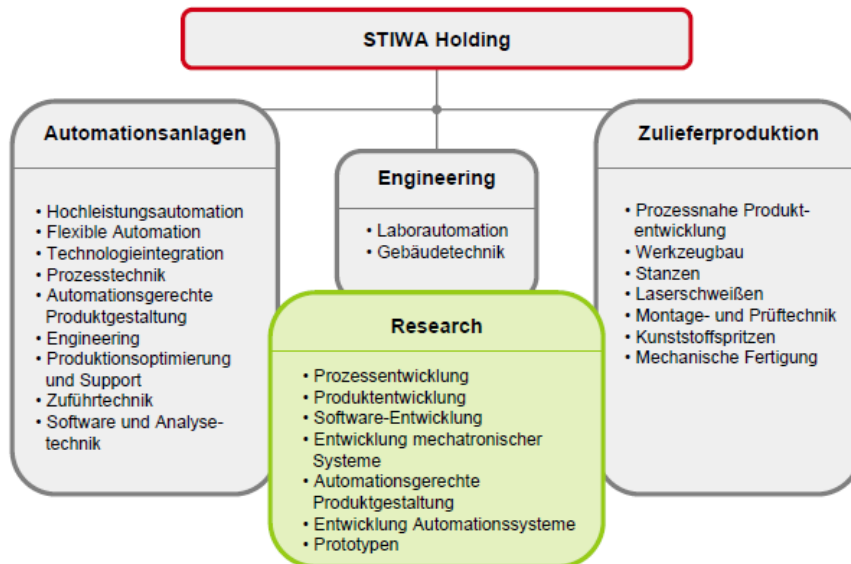 STIWA Holding
Automationsanlagen
• Hochleistungsautomation
• Flexible Automation
• Technologieintegration
• Prozesstechnik
• Automationsgerechte
Produktgestaltung
• Engineering
• Produktionsoptimierung
und Support
• Zuführtechnik
• Software und Analyse-
technik
Engineering
• Laborautomation
• Gebäudetechnik
Research
• Prozessentwicklung
• Produktentwicklung
• Software-Entwicklung
• Entwicklung mechatronischer
Systeme
• Automationsgerechte
Produktgestaltung
• Entwicklung Automationssysteme
• Prototypen
Zulieferproduktion
• Prozessnahe Produkt-
entwicklung
• Werkzeugbau
• Stanzen
• Laserschweißen
• Montage- und Prüftechnik
• Kunststoffspritzen
• Mechanische Fertigung